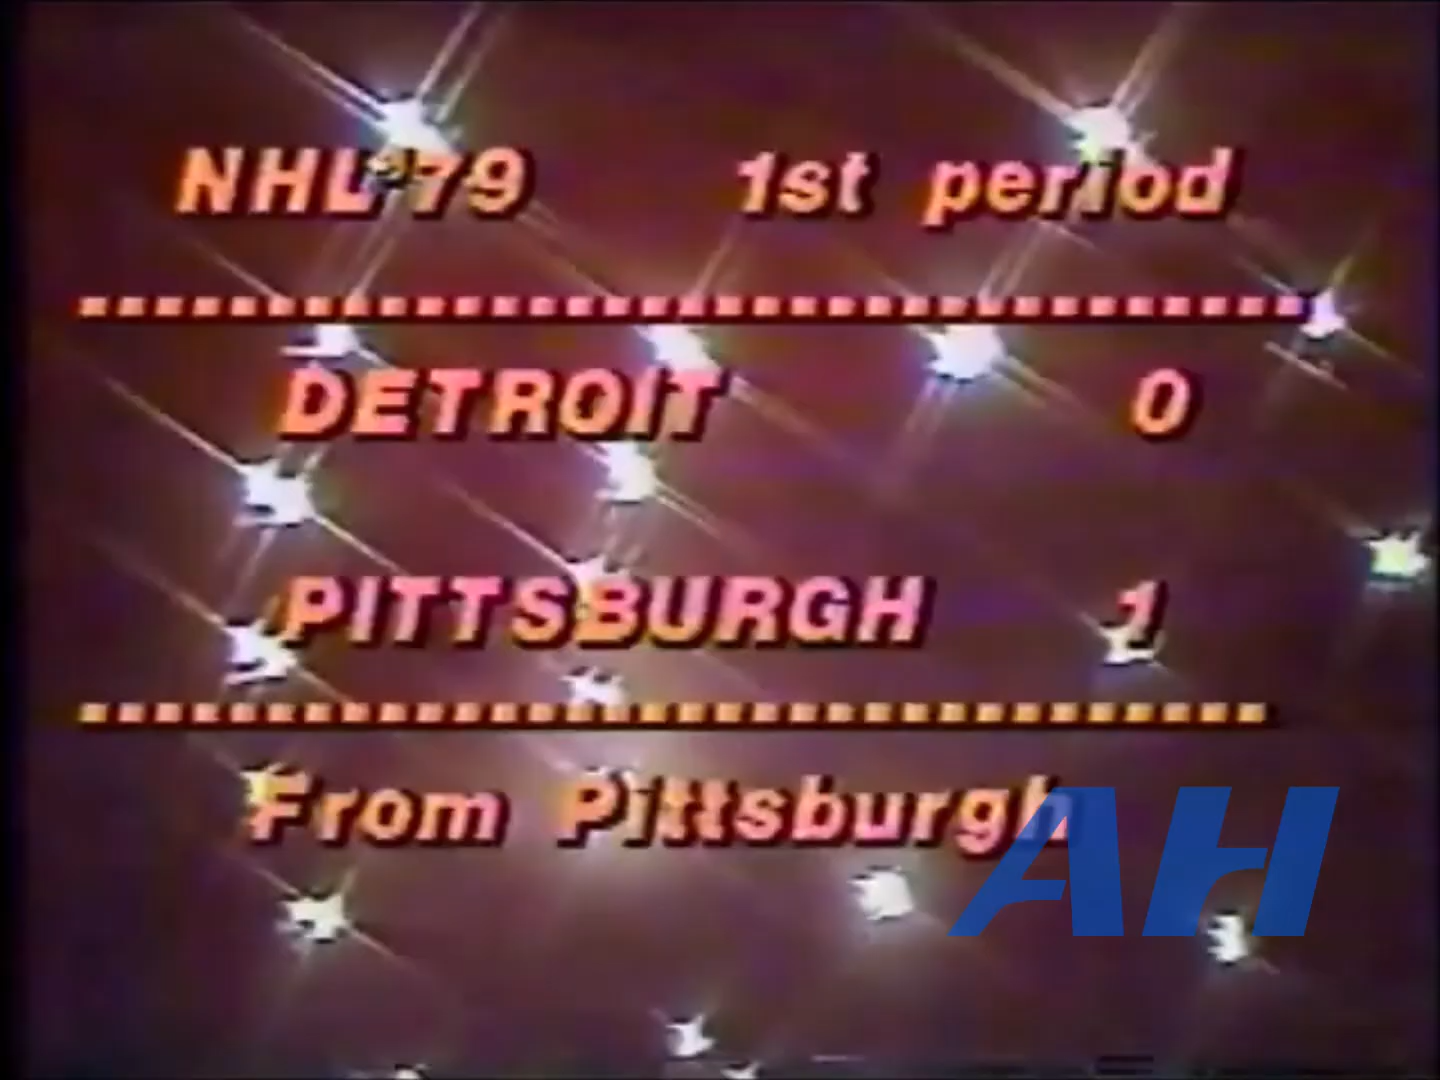 NHL'79 1st period
DETROIT 0
PITTSBURGH 1
From Pittsburgh
AH